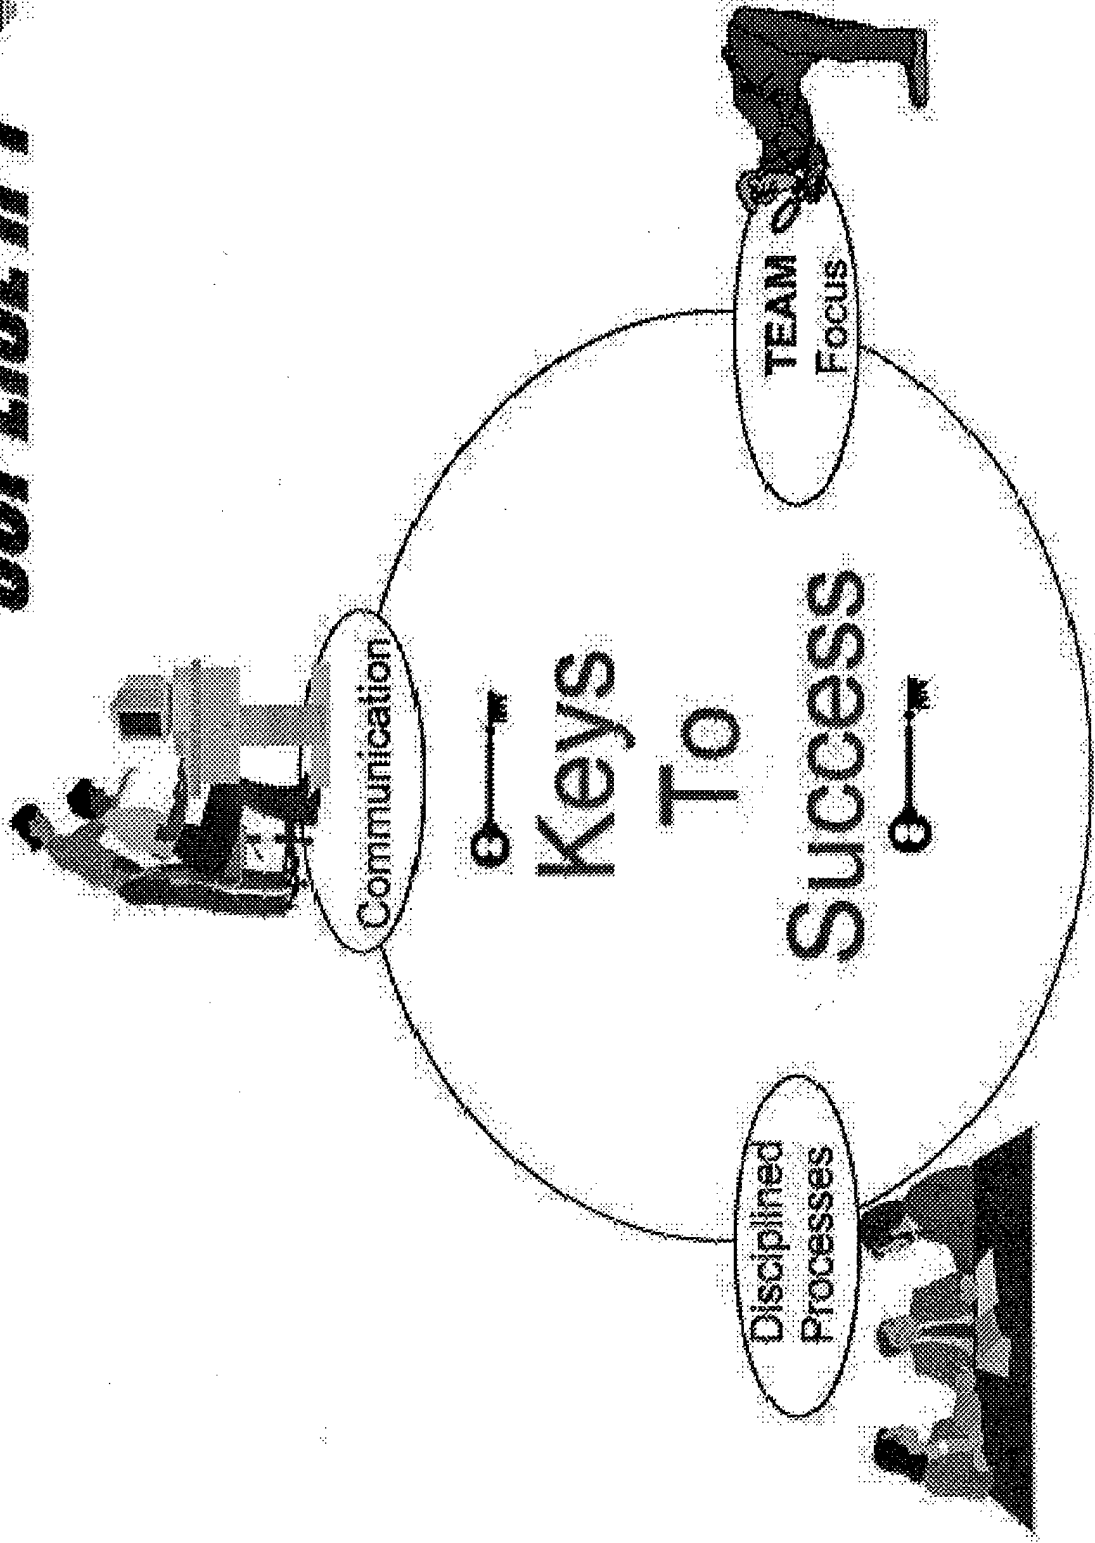 Communication
Keys
To
Success
Disciplined
Processes
TEAM
Focus